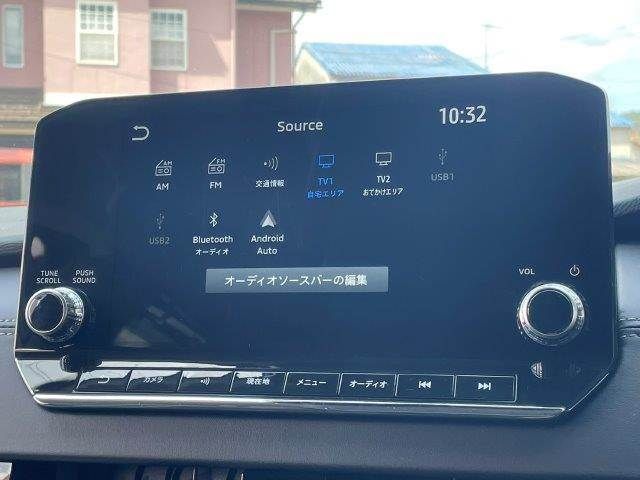 10:32
Source
AM
FM
AM
FM
交通情報
TV1
自宅エリア
TV2
おでかけエリア
USB1
USB2
Bluetooth
オーディオ
Android
Auto
オーディオソースバーの編集
TUNE
SCROLL
PUSH
SOUND
VOL
カメラ
現在地
メニュー
オーディオ